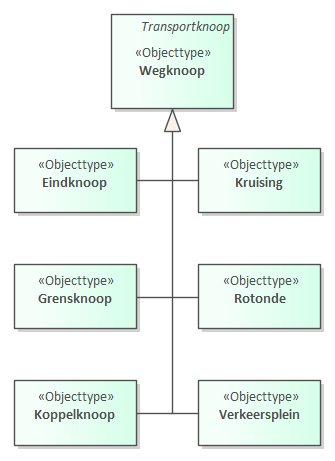 Transportknoop
«Objecttype»
Wegknoop
«Objecttype»
Eindknoop
«Objecttype»
Kruising
«Objecttype»
Grensknoop
«Objecttype»
Rotonde
«Objecttype»
Koppelknoop
«Objecttype»
Verkeersplein